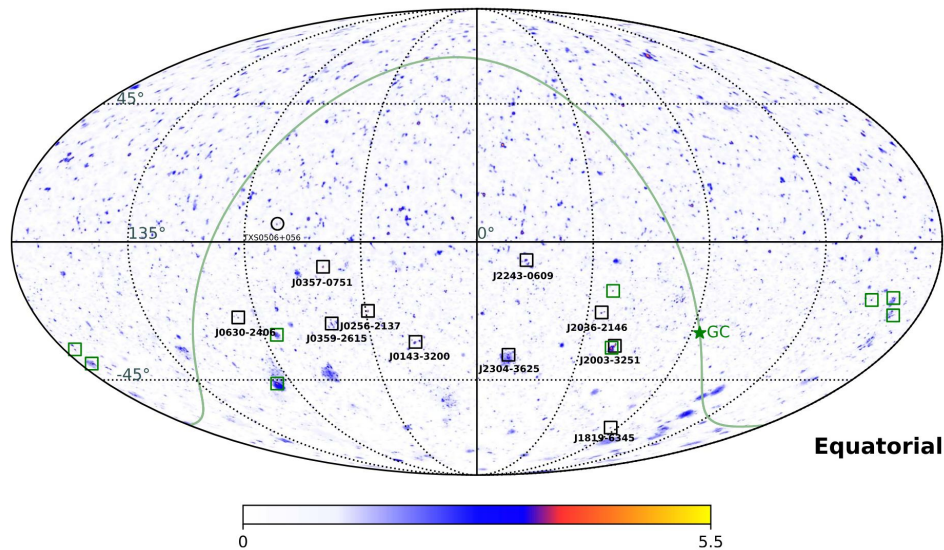 45°
135°
0°
TXS0506+056
J0357-0751
J2243-0609
J0630-2406
J0256-2137
J0359-2615
J2036-2146
GC
J0143-3200
J2304-3625
J2003-3251
-45°
J1819-6345
Equatorial
0
5.5